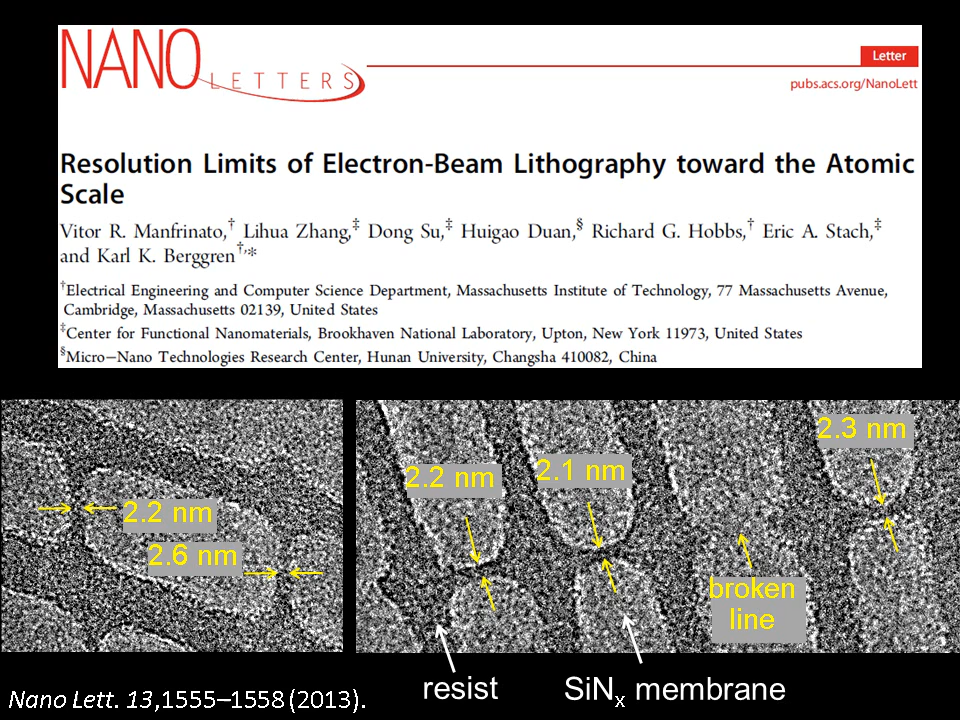 NANO LETTERS
Letter
pubs.acs.org/NanoLett
Resolution Limits of Electron-Beam Lithography toward the Atomic
Scale
Vitor R. Manfrinato,† Lihua Zhang,‡ Dong Su,‡ Huigao Duan,§ Richard G. Hobbs,† Eric A. Stach,‡
and Karl K. Berggren†,*
†Electrical Engineering and Computer Science Department, Massachusetts Institute of Technology, 77 Massachusetts Avenue,
Cambridge, Massachusetts 02139, United States
‡Center for Functional Nanomaterials, Brookhaven National Laboratory, Upton, New York 11973, United States
§Micro−Nano Technologies Research Center, Hunan University, Changsha 410082, China
2.2 nm
2.6 nm
2.2 nm
2.1 nm
2.3 nm
broken
line
resist
SiNx membrane
Nano Lett. 13,1555–1558 (2013).